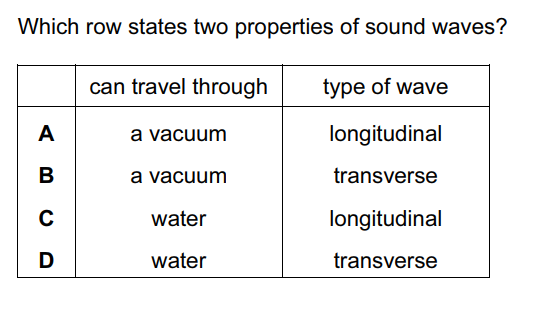 Which row states two properties of sound waves?
can travel through type of wave
A a vacuum longitudinal
B a vacuum transverse
C water longitudinal
D water transverse